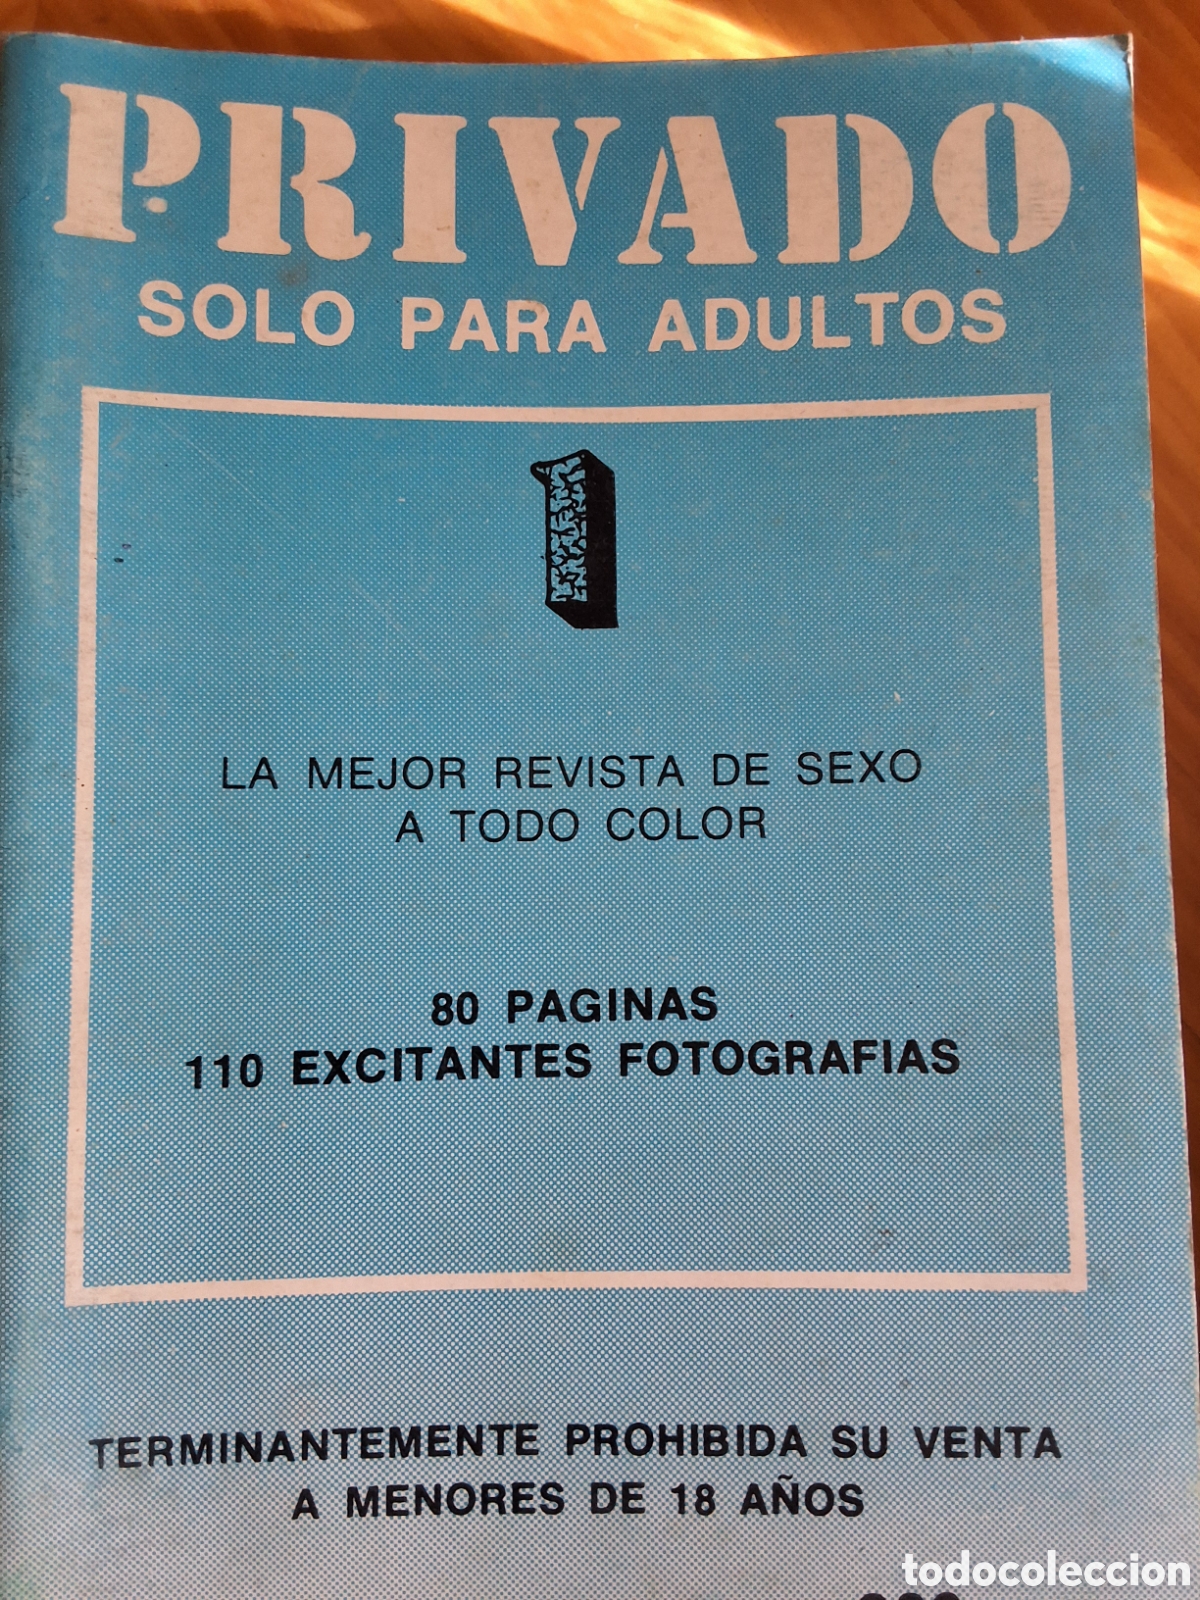 PRIVADO
SOLO PARA ADULTOS
1
LA MEJOR REVISTA DE SEXO
A TODO COLOR
80 PAGINAS
110 EXCITANTES FOTOGRAFIAS
TERMINANTEMENTE PROHIBIDA SU VENTA
A MENORES DE 18 AÑOS
todocoleccion